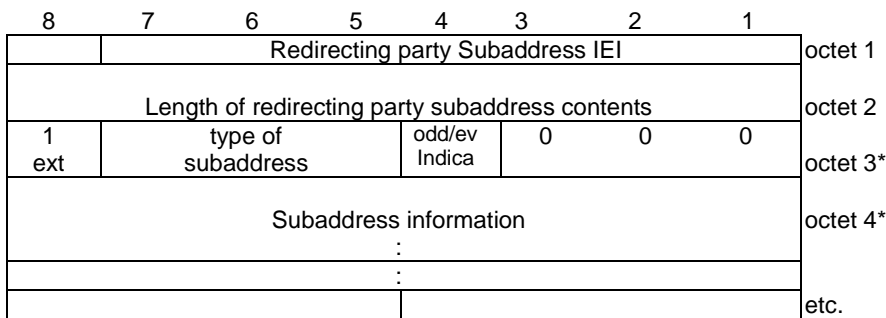 8 7 6 5 4 3 2 1
Redirecting party Subaddress IEI octet 1
Length of redirecting party subaddress contents octet 2
1 type of odd/ev 0 0 0
ext subaddress Indica octet 3*
Subaddress information octet 4*
:
:
etc.